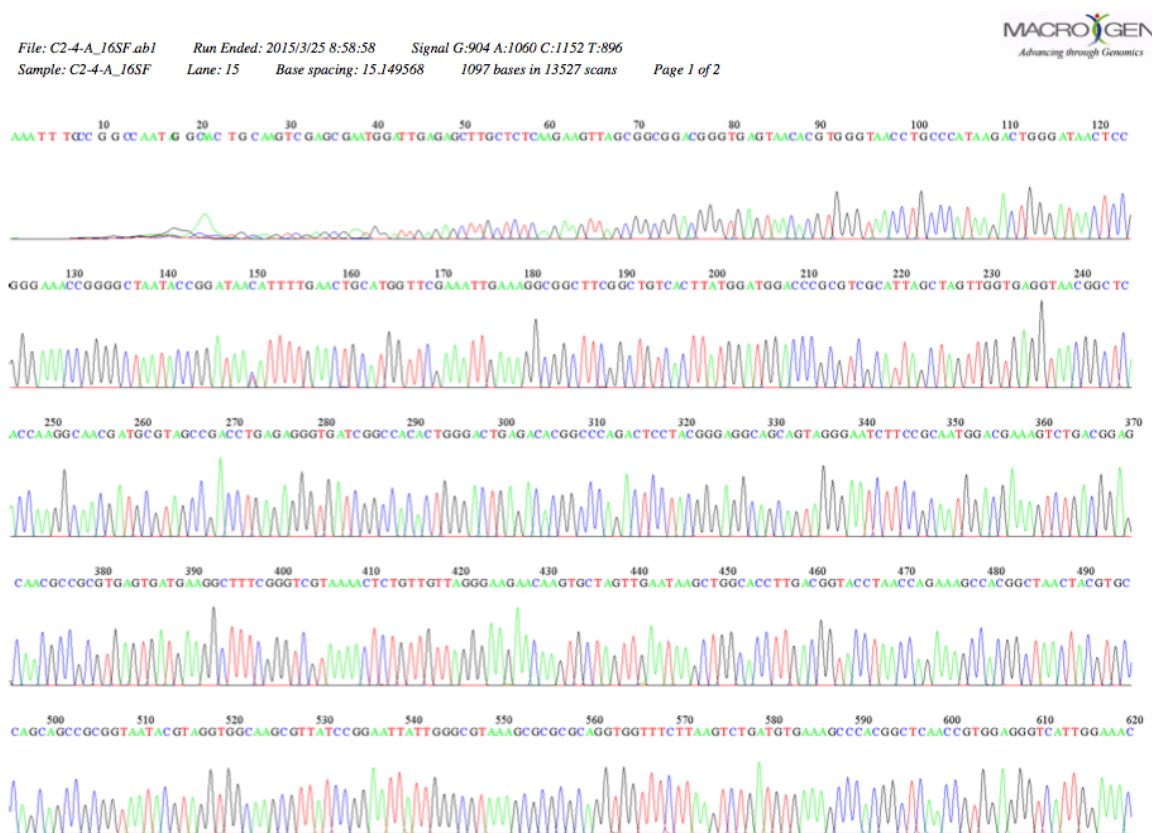 MACROGEN
Advancing through Genomics
File: C2-4-A_16SF.ab1 Run Ended: 2015/3/25 8:58:58 Signal G:904 A:1060 C:1152 T:896
Sample: C2-4-A_16SF Lane: 15 Base spacing: 15.149568 1097 bases in 13527 scans Page 1 of 2
10 20 30 40 50 60 70 80 90 100 110 120
AAATT TGCC GGCCAATAG GCAC TGCAAGTCGAGCGAATGGATTGAGAGCTTGCTCTCAAGAAGTTAGCGGCGGACGGGTGAGTAACACGTGGGTAACCTGCCCATAAGACTGGGATAACTCC
130 140 150 160 170 180 190 200 210 220 230 240
GGGAAACCGGGGCTAATACCGGATAACATTTTGAACTGCATGGTTCGAAATTGAAAGGCGGCTTCGGCTGTCACTTATGGATGGACCCGCGTCGCATTAGCTAGTTGGTGAGGTAACGGCTC
250 260 270 280 290 300 310 320 330 340 350 360 370
ACCAAGGCAACGATGCGTAGCCGACCTGAGAGGGTGATCGGCCACACTGGGACTGAGACACGGCCCAGACTCCTACGGGAGGCAGCAGTAGGGAATCTTCCGCAATGGACGAAAGTCTGACGGAG
380 390 400 410 420 430 440 450 460 470 480 490
CAACGCCGCGTGAGTGATGAAGGCTTTCGGGTCGTAAAACTCTGTTGTTAGGGAAGAACAAGTGCTAGTTGAATAAGCTGGCACCTTGACGGTACCTAACCAGAAAGCCACGGCTAACTACGTGC
500 510 520 530 540 550 560 570 580 590 600 610 620
CAGCAGCCGCGGTAATACGTAGGTGGCAAGCGTTATCCGGAATTATTGGGCGTAAAGCGCGCGCAGGTGGTTTCTTAAGTCTGATGTGAAAGCCCACGGCTCAACCGTGGAGGGTCATTGGAAAC